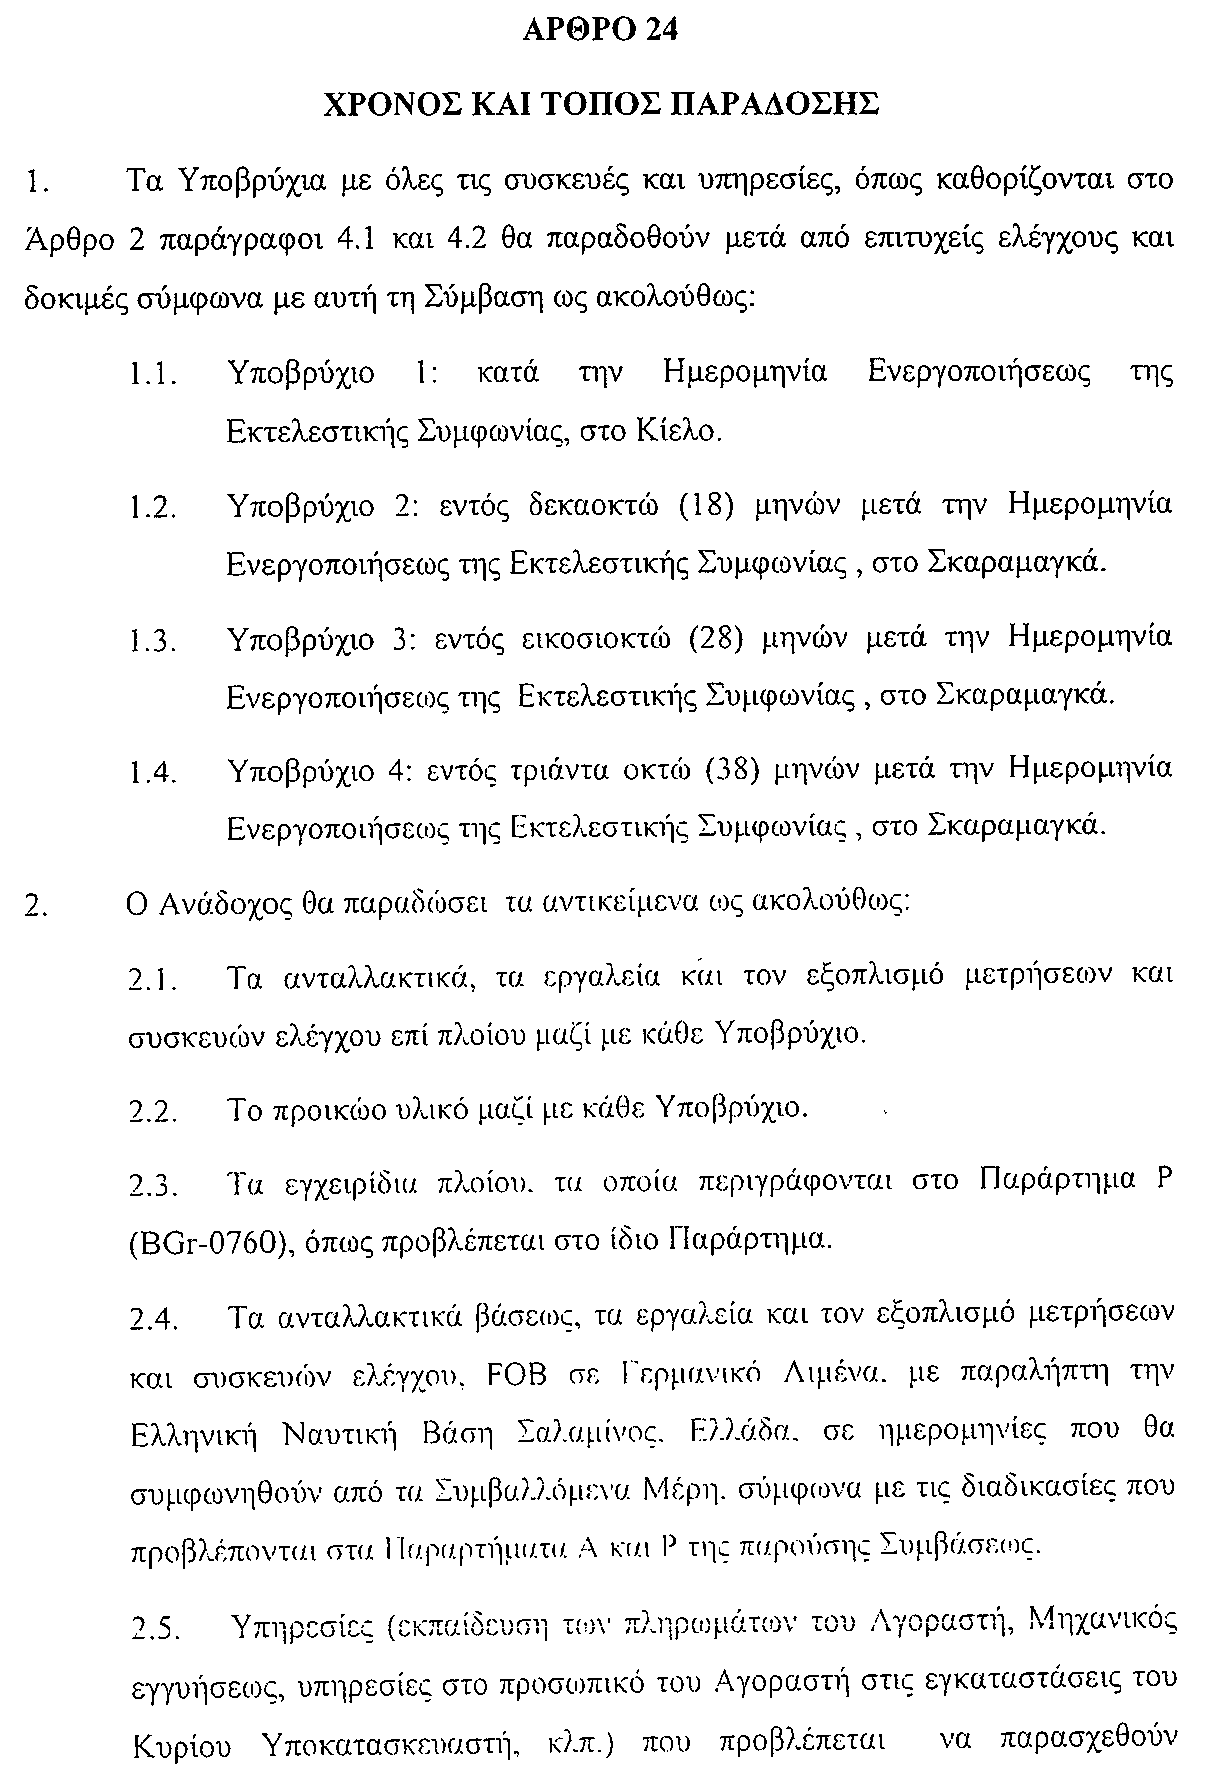 ΑΡΘΡΟ 24
ΧΡΟΝΟΣ ΚΑΙ ΤΟΠΟΣ ΠΑΡΑΔΟΣΗΣ
1. Τα Υποβρύχια με όλες τις συσκευές και υπηρεσίες, όπως καθορίζονται στο
Άρθρο 2 παράγραφοι 4.1 και 4.2 θα παραδοθούν μετά από επιτυχείς ελέγχους και
δοκιμές σύμφωνα με αυτή τη Σύμβαση ως ακολούθως:
1.1. Υποβρύχιο 1: κατά την Ημερομηνία Ενεργοποιήσεως της
Εκτελεστικής Συμφωνίας, στο Κίελο.
1.2. Υποβρύχιο 2: εντός δεκαοκτώ (18) μηνών μετά την Ημερομηνία
Ενεργοποιήσεως της Εκτελεστικής Συμφωνίας , στο Σκαραμαγκά.
1.3. Υποβρύχιο 3: εντός εικοσιοκτώ (28) μηνών μετά την Ημερομηνία
Ενεργοποιήσεως της Εκτελεστικής Συμφωνίας , στο Σκαραμαγκά.
1.4. Υποβρύχιο 4: εντός τριάντα οκτώ (38) μηνών μετά την Ημερομηνία
Ενεργοποιήσεως της Εκτελεστικής Συμφωνίας , στο Σκαραμαγκά.
2. Ο Ανάδοχος θα παραδώσει τα αντικείμενα ως ακολούθως:
2.1. Τα ανταλλακτικά, τα εργαλεία και τον εξοπλισμό μετρήσεων και
συσκευών ελέγχου επί πλοίου μαζί με κάθε Υποβρύχιο.
2.2. Το προικώο υλικό μαζί με κάθε Υποβρύχιο.
2.3. Τα εγχειρίδια πλοίου, τα οποία περιγράφονται στο Παράρτημα Ρ
(BGr-0760), όπως προβλέπεται στο ίδιο Παράρτημα.
2.4. Τα ανταλλακτικά βάσεως, τα εργαλεία και τον εξοπλισμό μετρήσεων
και συσκευών ελέγχου, FOB σε Γερμανικό Λιμένα, με παραλήπτη την
Ελληνική Ναυτική Βάση Σαλαμίνος, Ελλάδα, σε ημερομηνίες που θα
συμφωνηθούν από τα Συμβαλλόμενα Μέρη, σύμφωνα με τις διαδικασίες που
προβλέπονται στα Παραρτήματα Α και Ρ της παρούσης Συμβάσεως.
2.5. Υπηρεσίες (εκπαίδευση των πληρωμάτων του Αγοραστή, Μηχανικός
εγγυήσεως, υπηρεσίες στο προσωπικό του Αγοραστή στις εγκαταστάσεις του
Κυρίου Υποκατασκευαστή, κλπ.) που προβλέπεται να παρασχεθούν